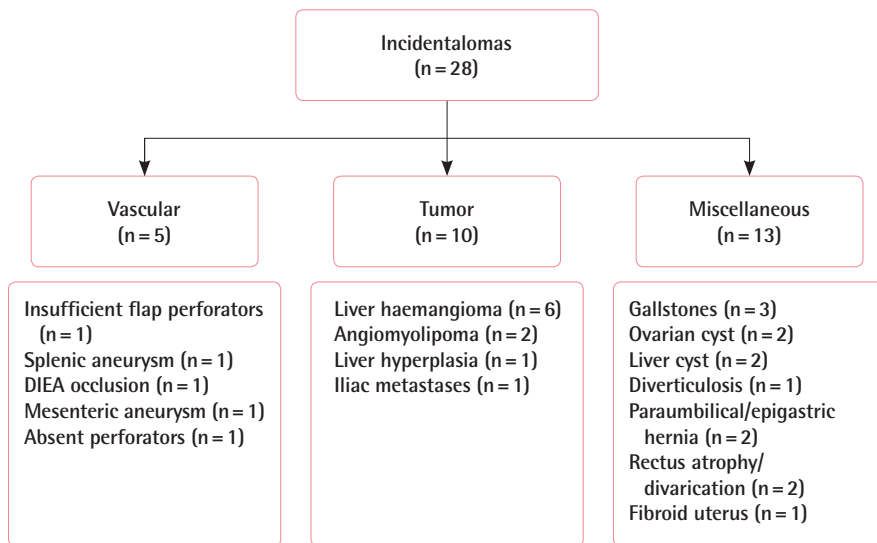 Incidentalomas
(n=28)
Vascular
(n=5)
Tumor
(n=10)
Miscellaneous
(n=13)
Insufficient flap perforators
(n=1)
Splenic aneurysm (n=1)
DIEA occlusion (n=1)
Mesenteric aneurysm (n=1)
Absent perforators (n=1)
Liver haemangioma (n=6)
Angiomyolipoma (n=2)
Liver hyperplasia (n=1)
Iliac metastases (n=1)
Gallstones (n=3)
Ovarian cyst (n=2)
Liver cyst (n=2)
Diverticulosis (n=1)
Paraumbilical/epigastric
hernia (n=2)
Rectus atrophy/
divarication (n=2)
Fibroid uterus (n=1)